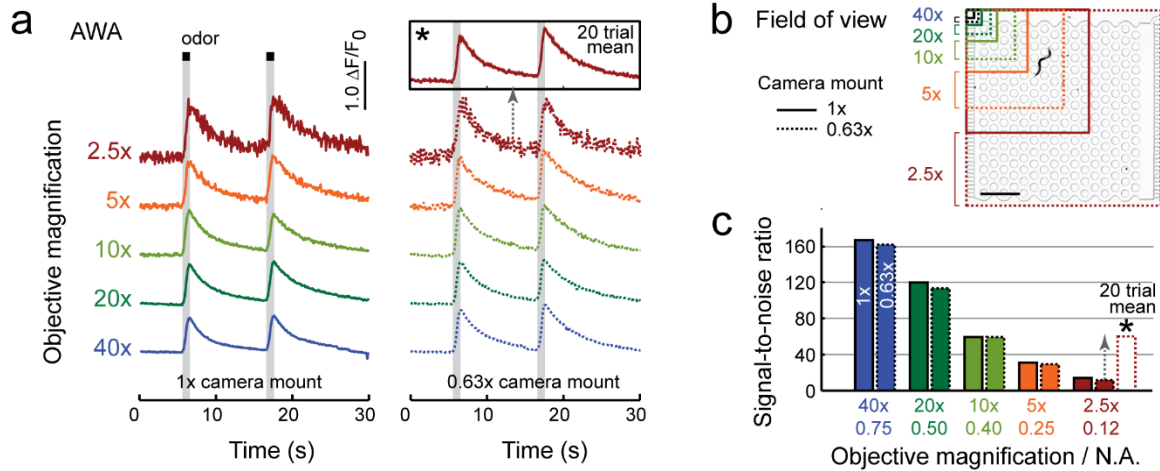 a
AWA
odor
1.0 ΔF/F0
*
20 trial
mean
Objective magnification
2.5x
5x
10x
20x
40x
1x camera mount
0.63x camera mount
0 10 20 30
0 10 20 30
Time (s)
Time (s)
b
Field of view
Camera mount
1x
0.63x
40x
20x
10x
5x
2.5x
c
Signal-to-noise ratio
160
120
80
40
0
1x
0.63x
20 trial
mean
*
40x 20x 10x 5x 2.5x
0.75 0.50 0.40 0.25 0.12
Objective magnification / N.A.